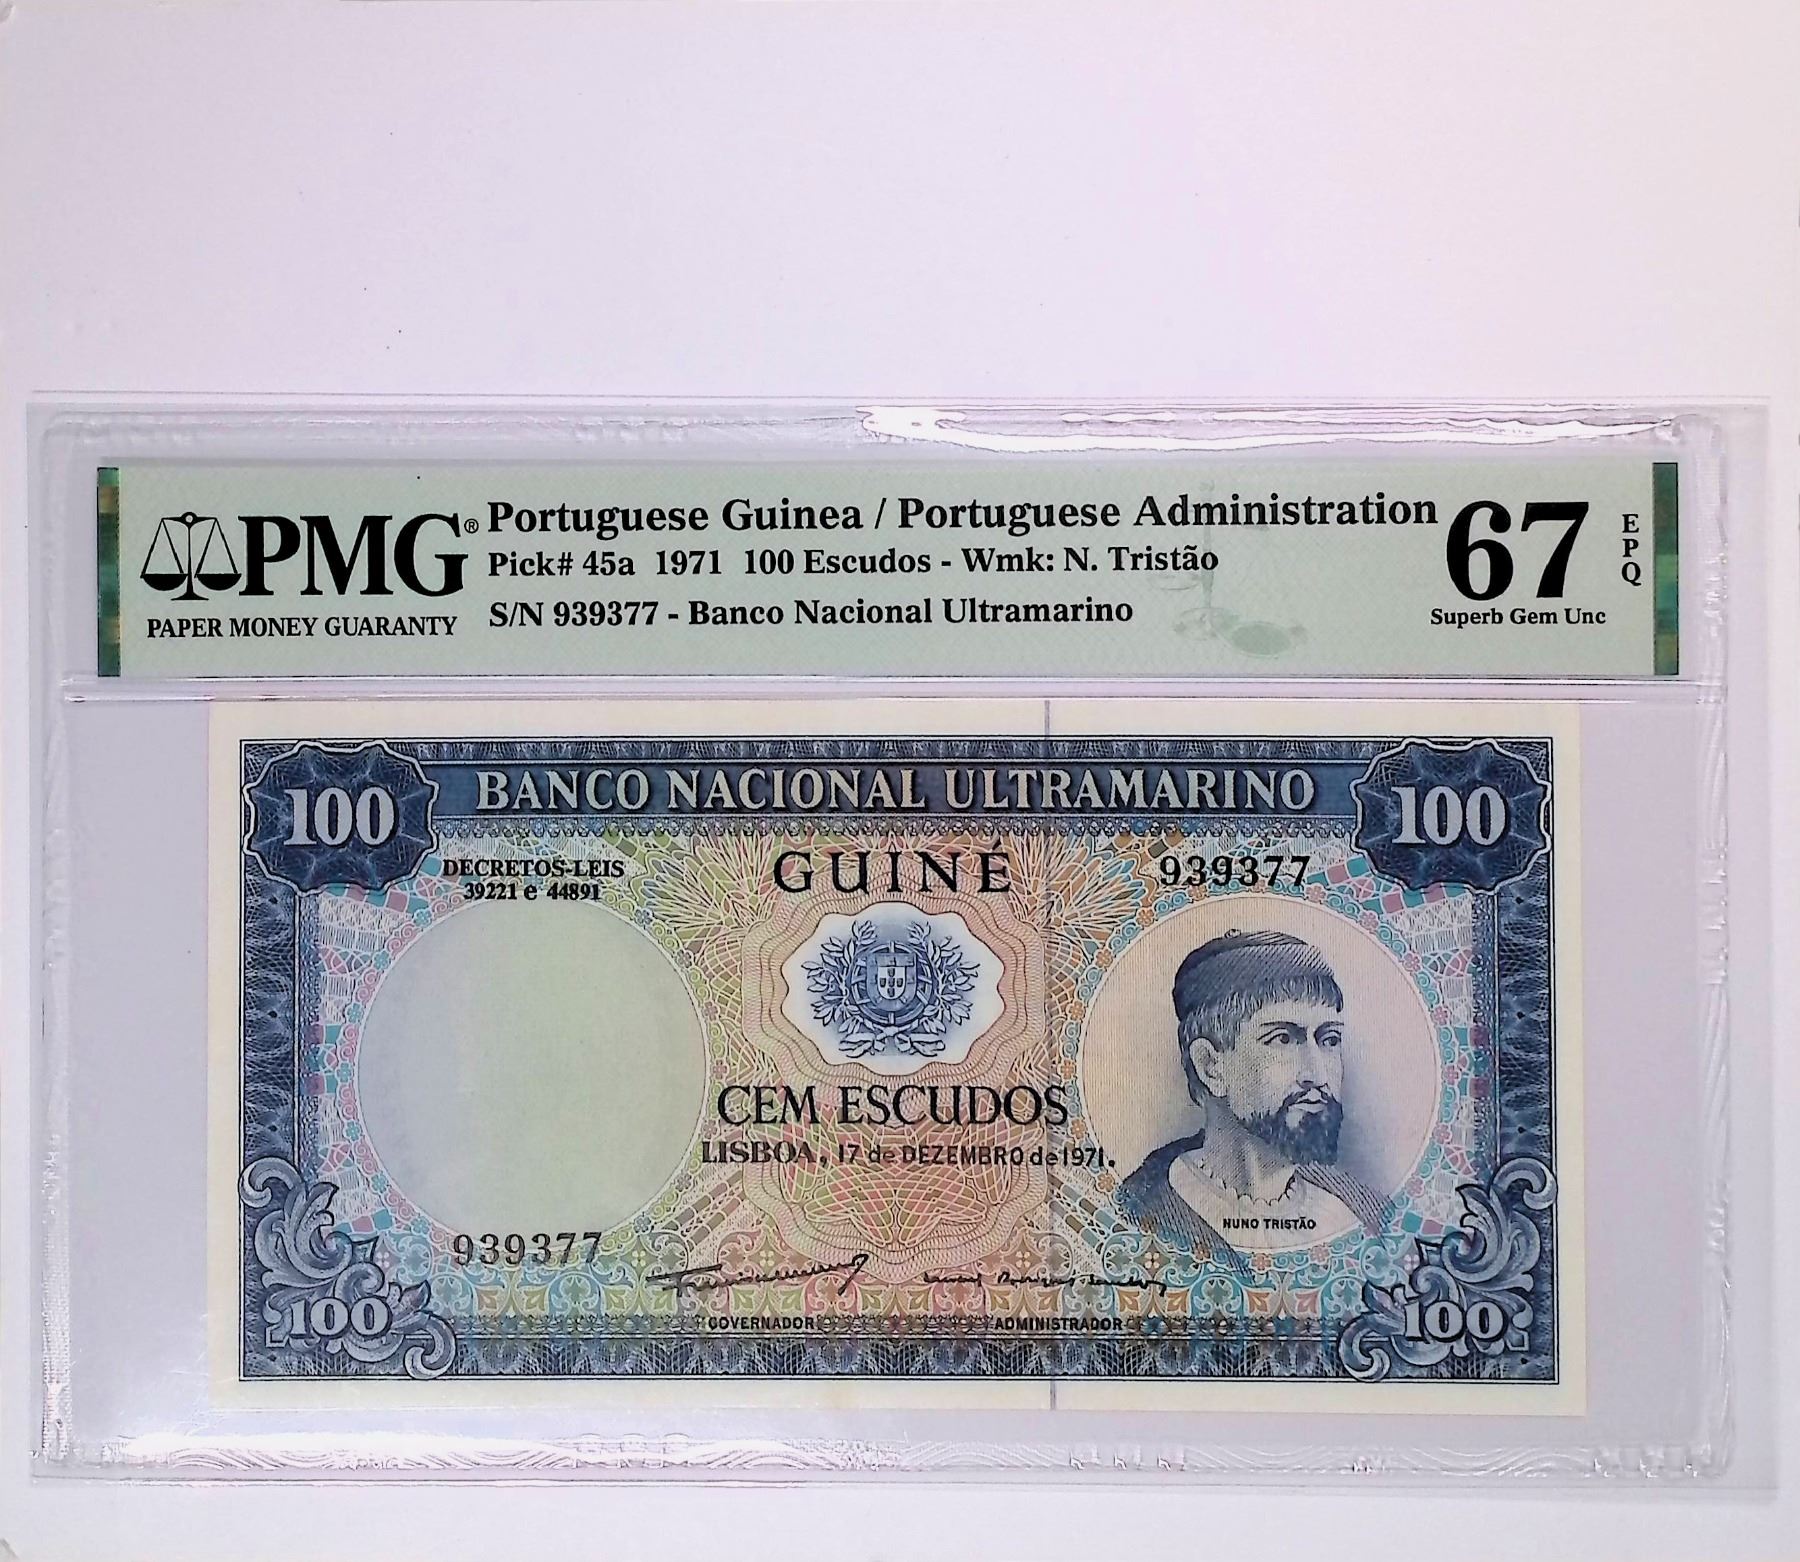 PMG®
PAPER MONEY GUARANTY
Portuguese Guinea / Portuguese Administration
Pick# 45a 1971 100 Escudos - Wmk: N. Tristão
S/N 939377 - Banco Nacional Ultramarino
67
EPQ
Superb Gem Unc
100
BANCO NACIONAL ULTRAMARINO
100
DECRETOS-LEIS
39221 e 44891
GUINÉ
939377
CEM ESCUDOS
LISBOA, 17 de DEZEMBRO de 1971.
NUNO TRISTÃO
939377
100
GOVERNADOR
ADMINISTRADOR
100